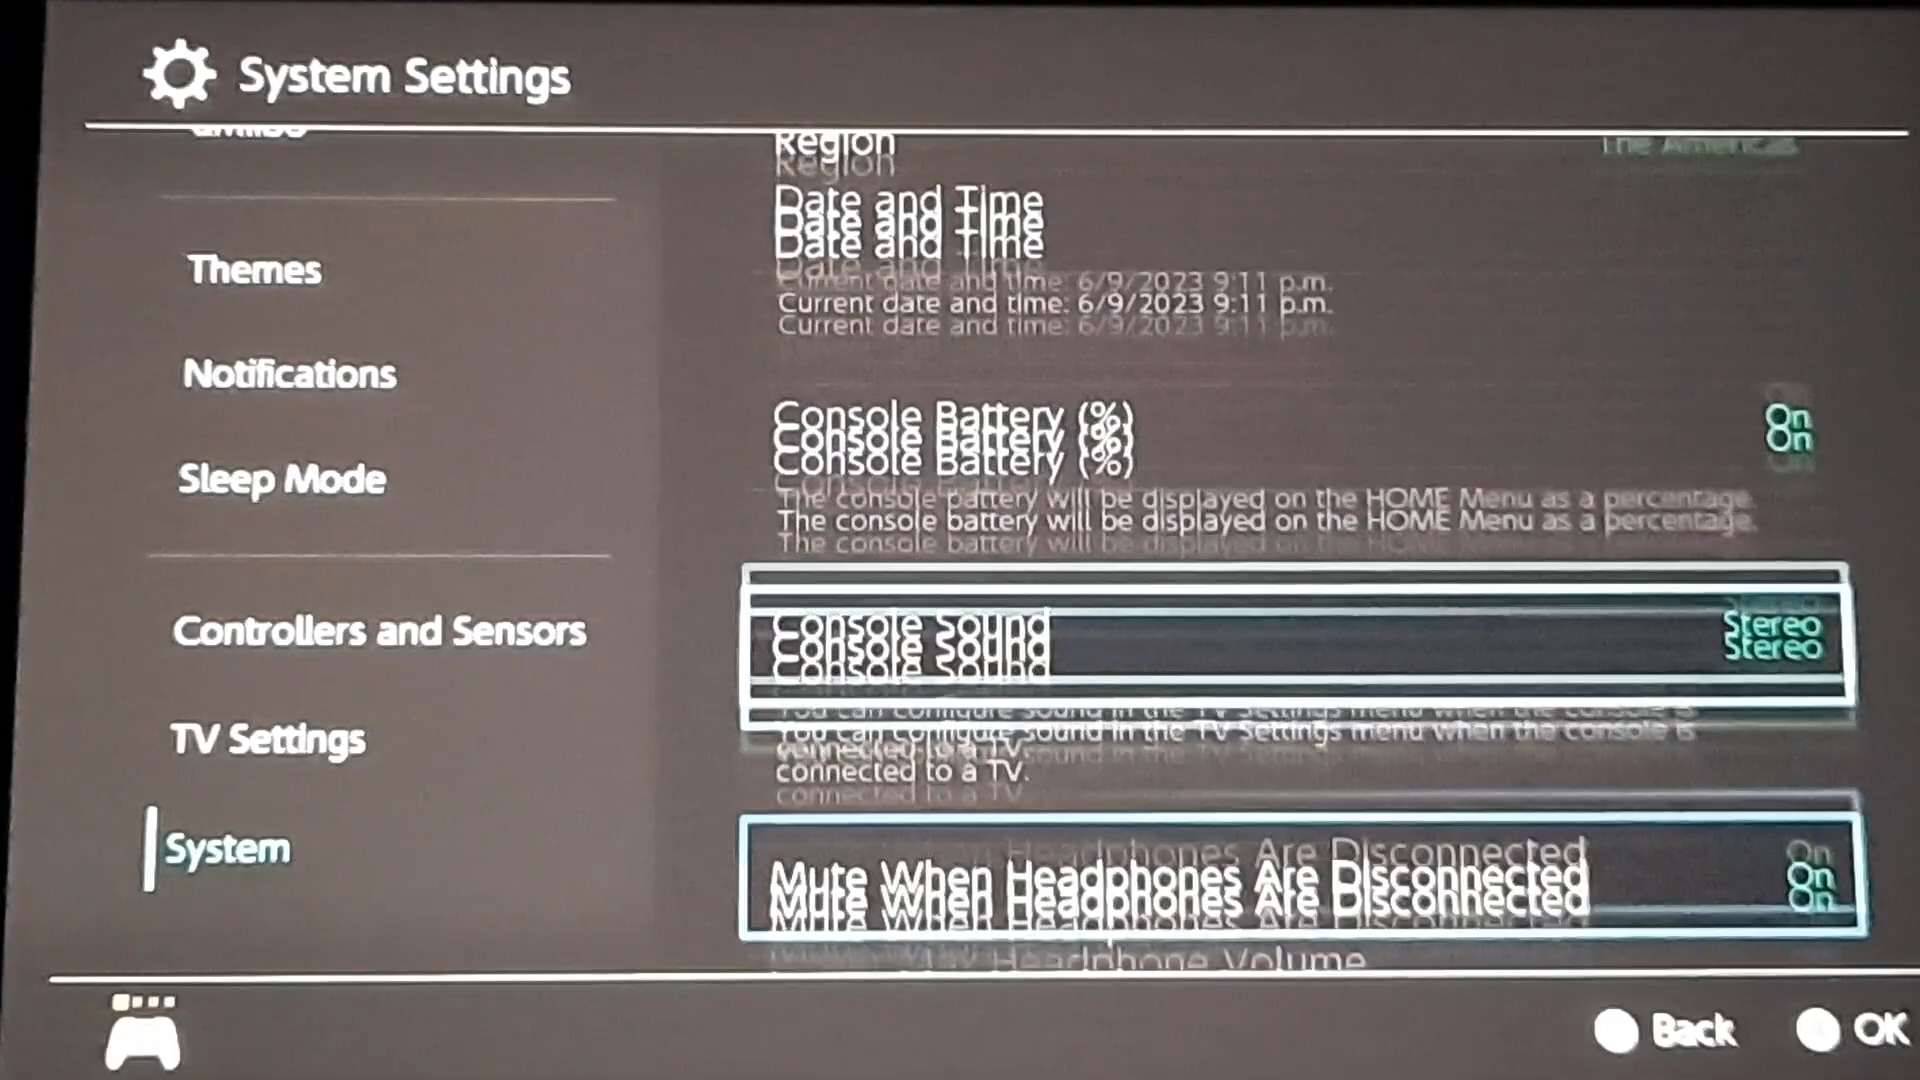 System Settings
amiibo
Themes
Notifications
Sleep Mode
Controllers and Sensors
TV Settings
System
Region The Americas
Date and Time
Current date and time: 6/9/2023 9:11 p.m.
Console Battery (%) On
The console battery will be displayed on the HOME Menu as a percentage.
Console Sound Stereo
You can configure sound in the TV Settings menu when the console is
connected to a TV.
Mute When Headphones Are Disconnected On
Headphone Volume
Back OK